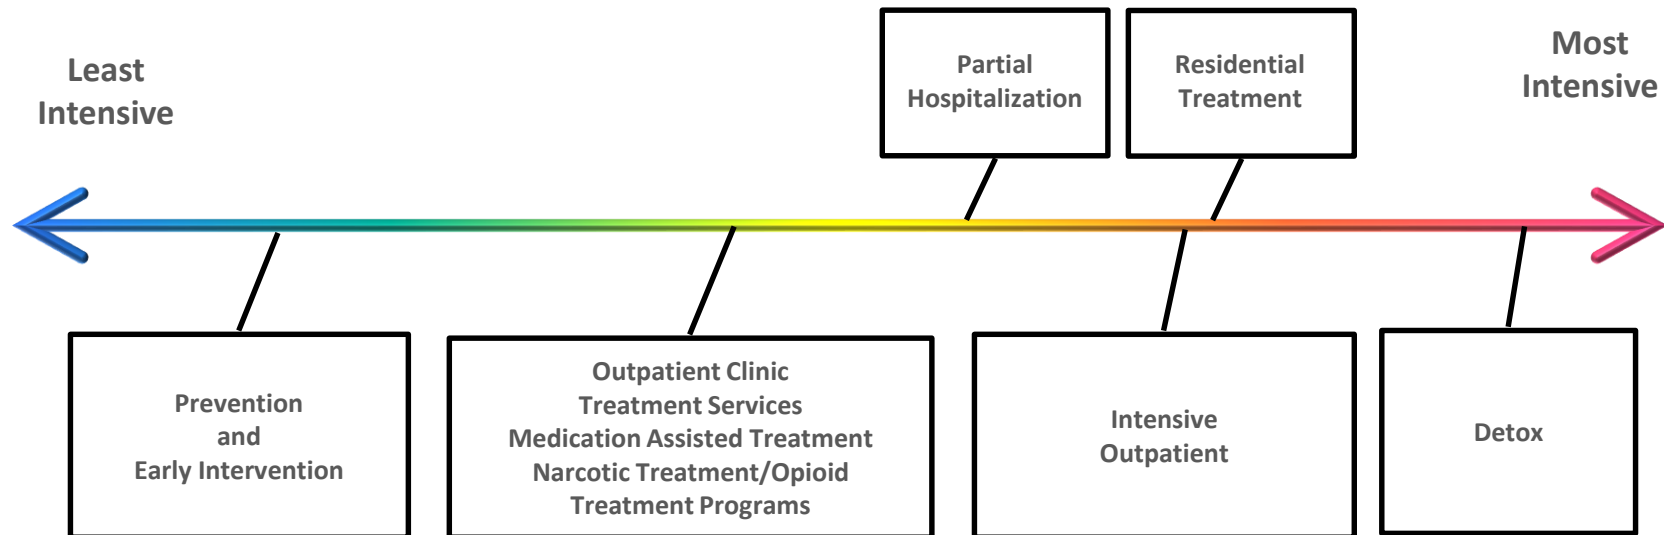 Least
Intensive
Partial
Hospitalization
Residential
Treatment
Most
Intensive
Prevention
and
Early Intervention
Outpatient Clinic
Treatment Services
Medication Assisted Treatment
Narcotic Treatment/Opioid
Treatment Programs
Intensive
Outpatient
Detox